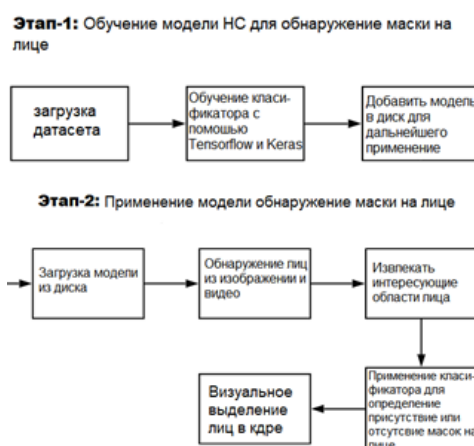 Этап-1: Обучение модели НС для обнаружение маски на
лице
загрузка
датасета
Обучение класи-
фикатора с
помошью
Tensorflow и Keras
Добавить модель
в диск для
дальнейшего
применение
Этап-2: Применение модели обнаружение маски на лице
Загрузка модели
из диска
Обнаружение лиц
из изображении и
видео
Извлекать
интересующие
области лица
Применение класи-
фикатора для
определение
присутствие или
отсутсвие масок на
лице
Визуальное
выделение
лиц в кдре